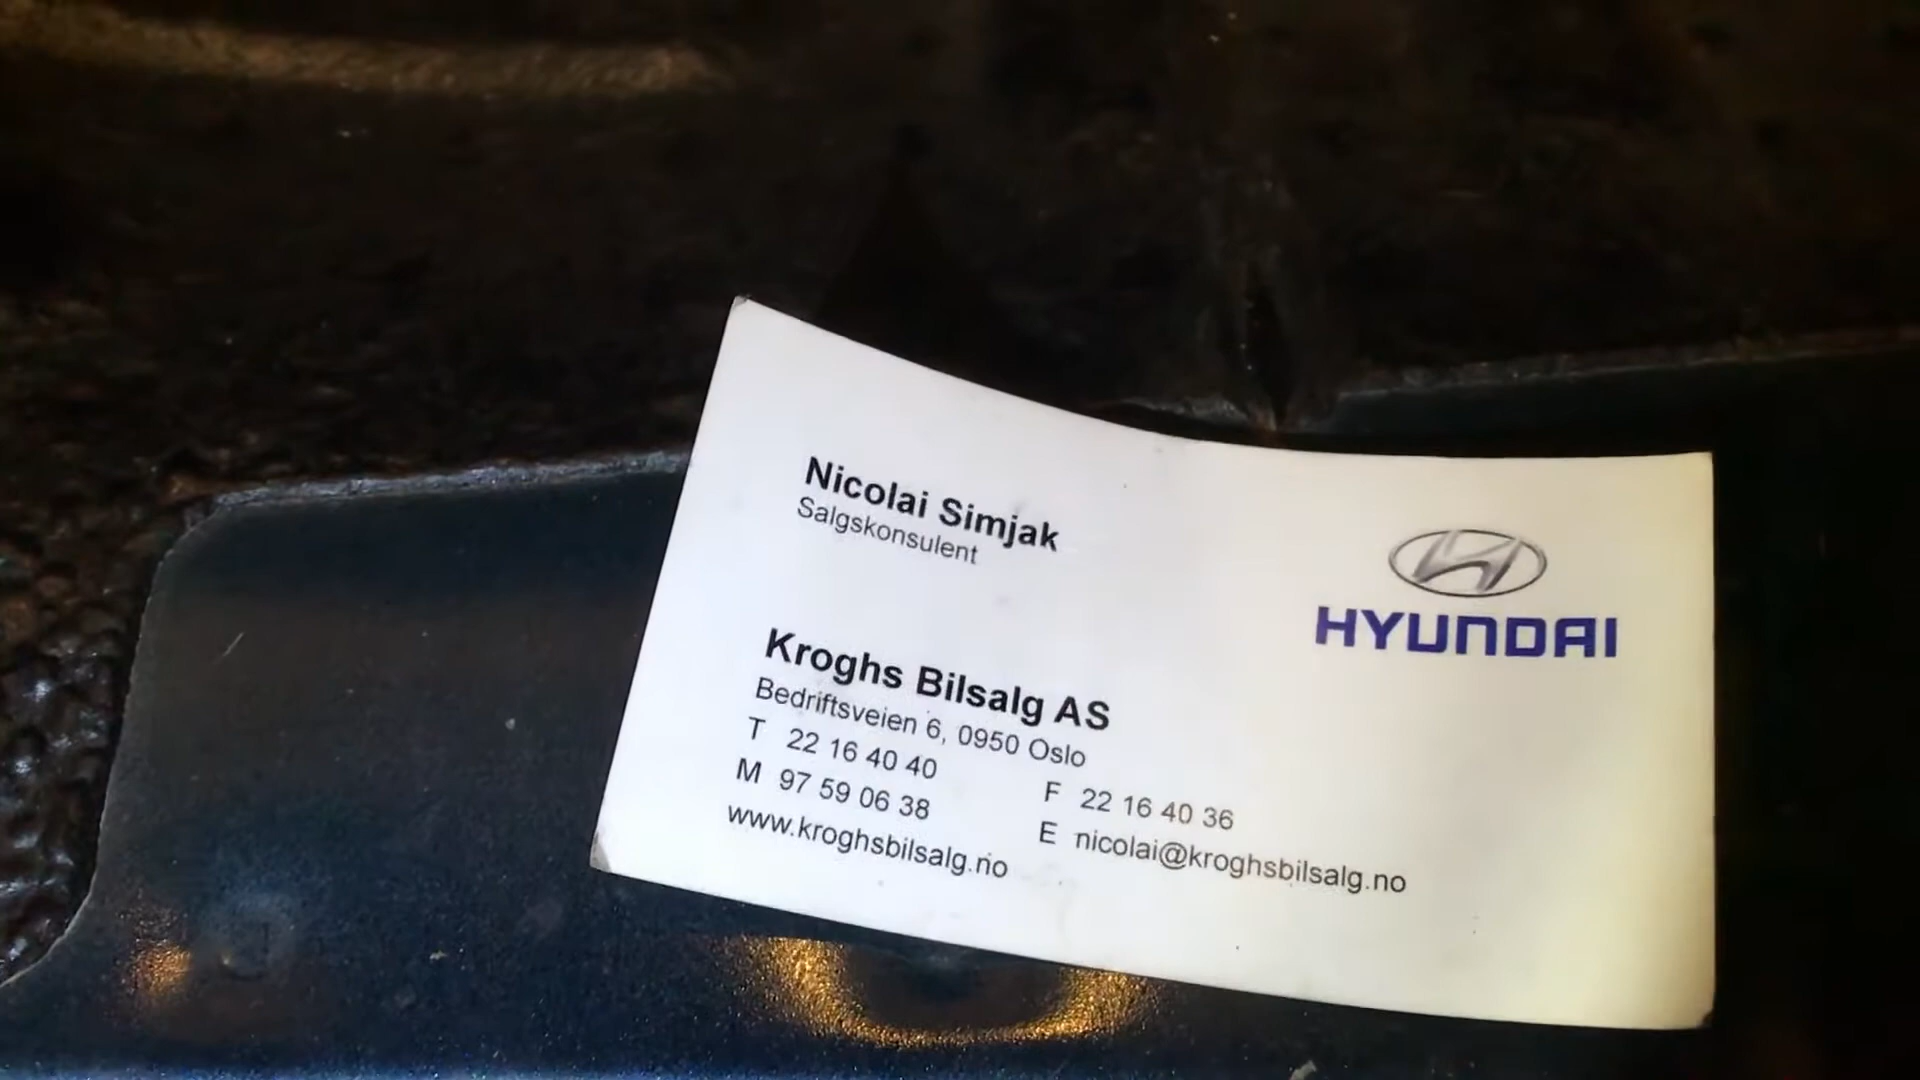 Nicolai Simjak
Salgskonsulent
HYUNDAI
Kroghs Bilsalg AS
Bedriftsveien 6, 0950 Oslo
T 22 16 40 40
F 22 16 40 36
M 97 59 06 38
E nicolai@kroghsbilsalg.no
www.kroghsbilsalg.no